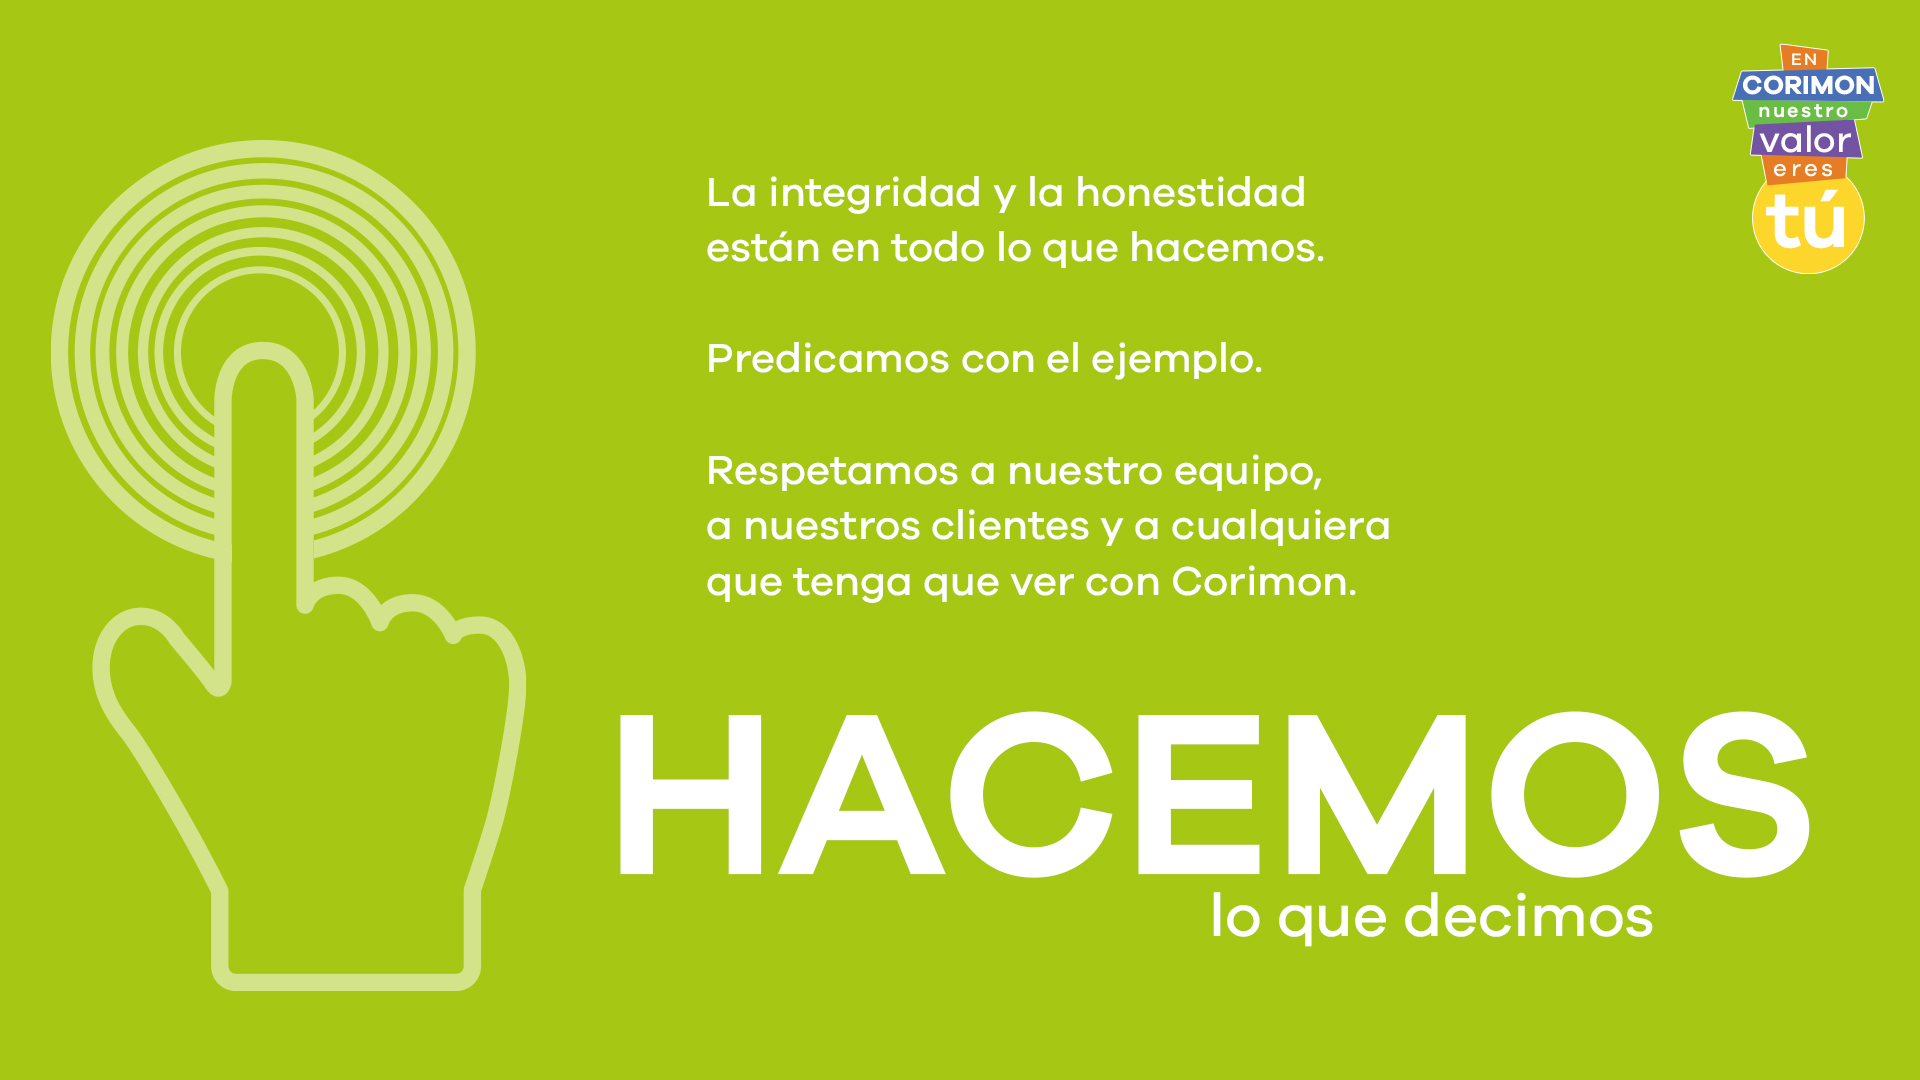 EN
CORIMON
nuestro
valor
eres
tú
La integridad y la honestidad
están en todo lo que hacemos.
Predicamos con el ejemplo.
Respetamos a nuestro equipo,
a nuestros clientes y a cualquiera
que tenga que ver con Corimon.
HACEMOS
lo que decimos